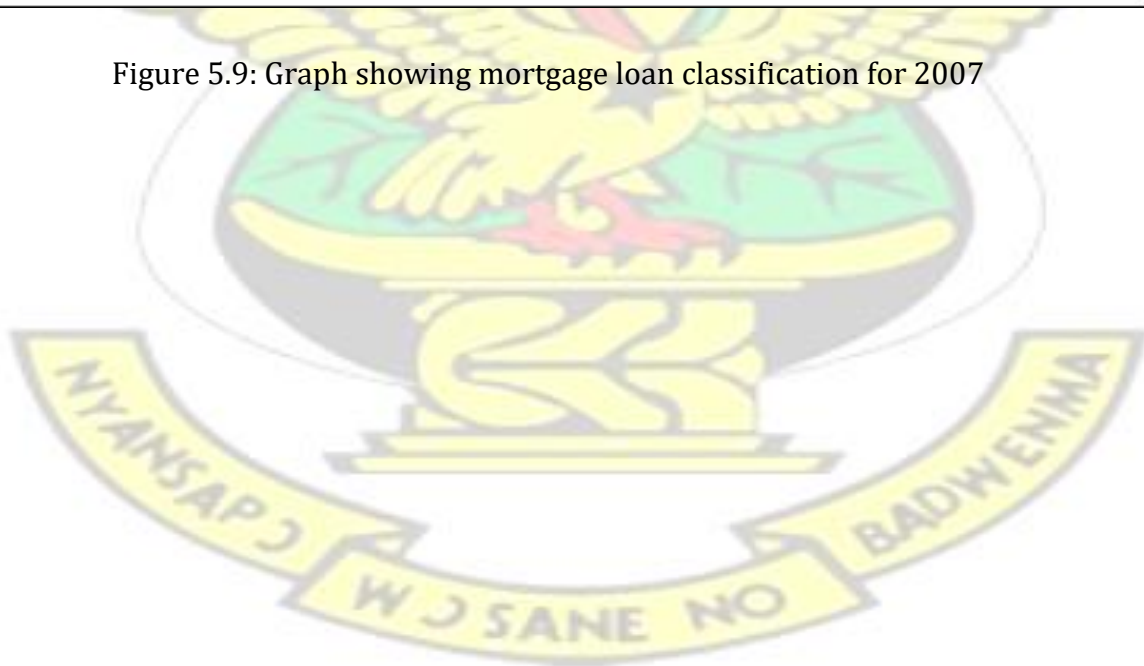 Figure 5.9: Graph showing mortgage loan classification for 2007
NYANSAPƆ
WƆSANE NO
BADWENMA